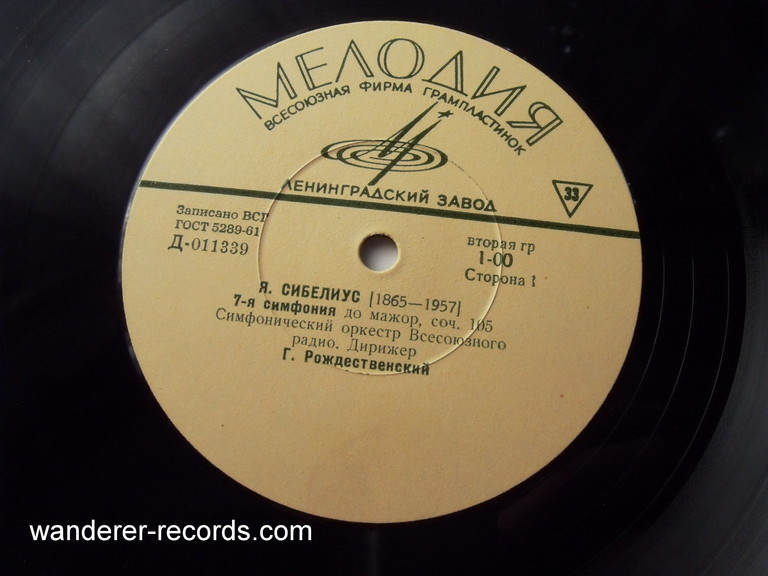 МЕЛОДИЯ
ВСЕСОЮЗНАЯ ФИРМА ГРАМПЛАСТИНОК
ЛЕНИНГРАДСКИЙ ЗАВОД
33
Записано ВСГ
ГОСТ 5289-61
Д-011339
вторая гр
1-00
Сторона 1
Я. СИБЕЛИУС [1865—1957]
7-я симфония до мажор, соч. 105
Симфонический оркестр Всесоюзного
радио. Дирижер
Г. Рождественский
wanderer-records.com